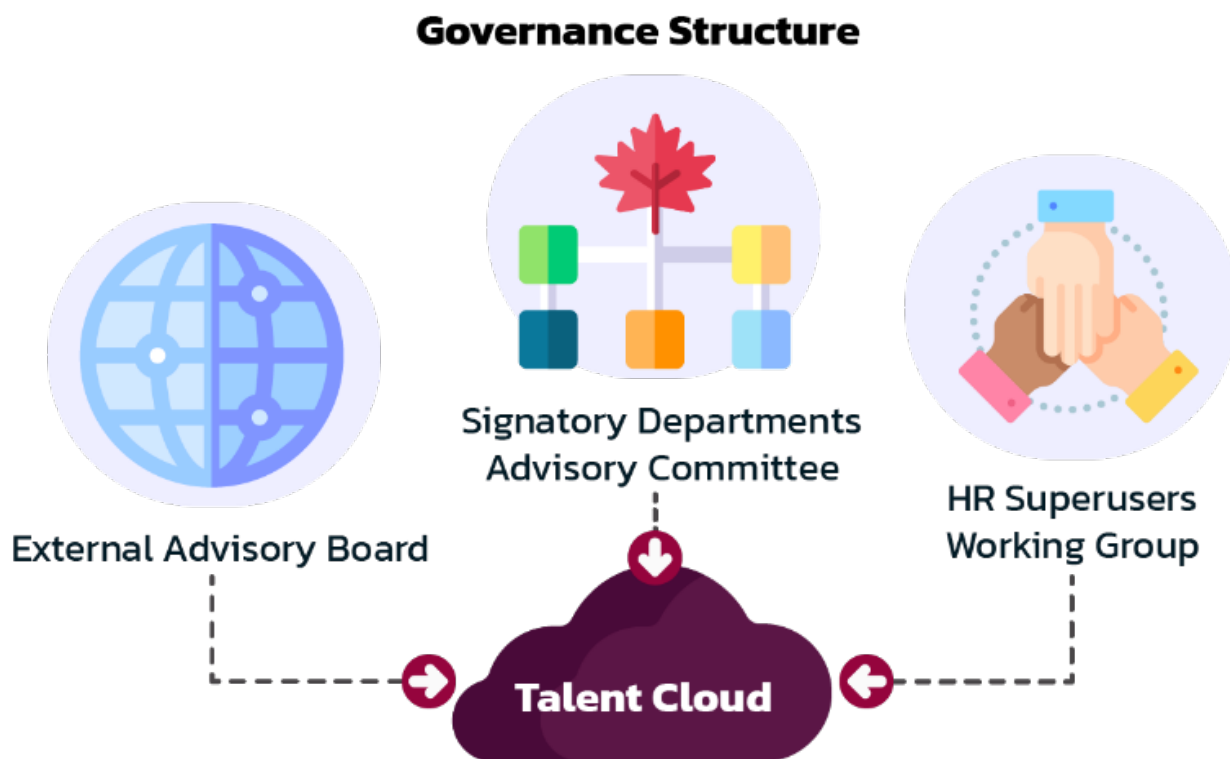 Governance Structure
Signatory Departments
Advisory Committee
External Advisory Board
HR Superusers
Working Group
Talent Cloud